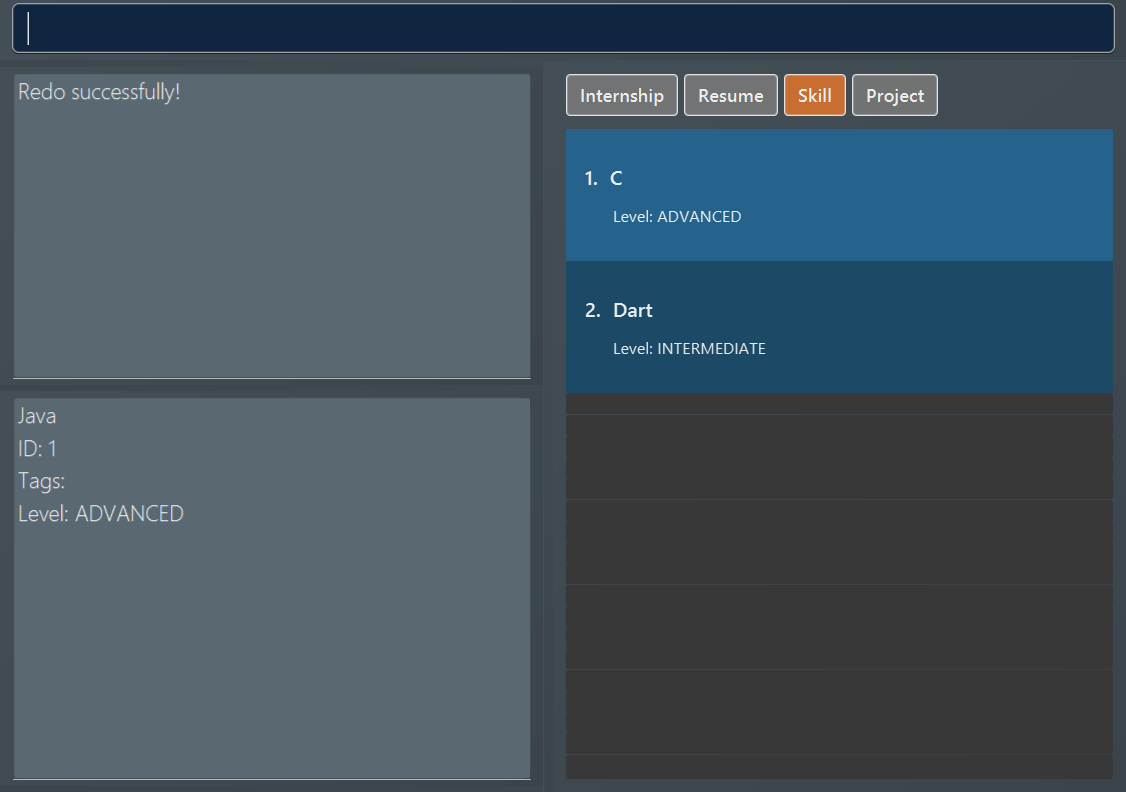 Redo successfully!
Java
ID: 1
Tags:
Level: ADVANCED
Internship Resume Skill Project
1. C
Level: ADVANCED
2. Dart
Level: INTERMEDIATE